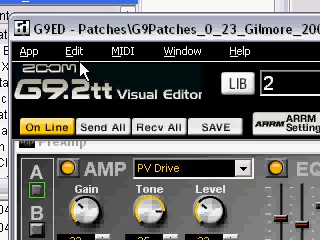 G9ED - Patches\G9Patches_0_23_Gilmore_200
App Edit MIDI Window Help
ZOOM
G9.2tt Visual Editor
LIB 2
On Line Send All Recv All SAVE ARRM ARRM Setting
PreAmp
A AMP PV Drive EQ
Gain Tone Level
B